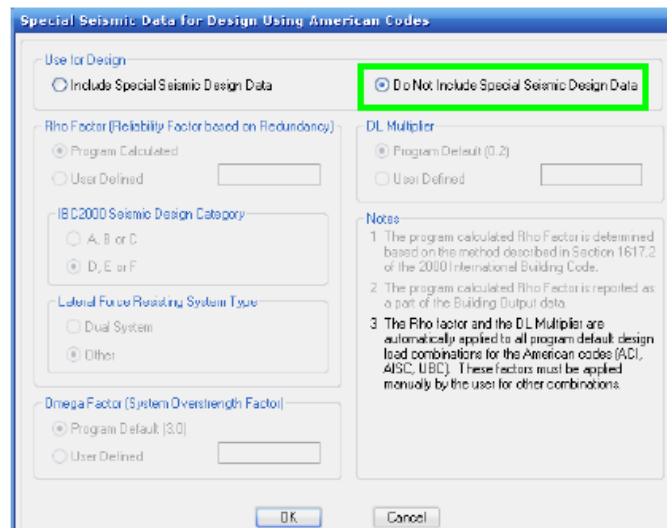 Special Seismic Data for Design Using American Codes
Use for Design
Include Special Seismic Design Data
Do Not Include Special Seismic Design Data
Rho Factor (Reliability Factor based on Redundancy)
Program Calculated
User Defined
IBC2000 Seismic Design Category
A, B or C
D, E or F
Lateral Force Resisting System Type
Dual System
Other
Omega Factor (System Overstrength Factor)
Program Default (3.0)
User Defined
DL Multiplier
Program Default (0.2)
User Defined
Notes
1 The program calculated Rho Factor is determined
based on the method described in Section 1617.2
of the 2000 International Building Code.
2 The program calculated Rho Factor is reported as
a part of the Building Output data.
3 The Rho factor and the DL Multiplier are
automatically applied to all program default design
load combinations for the American codes (ACI,
AISC, UBC). These factors must be applied
manually by the user for other combinations.
OK
Cancel